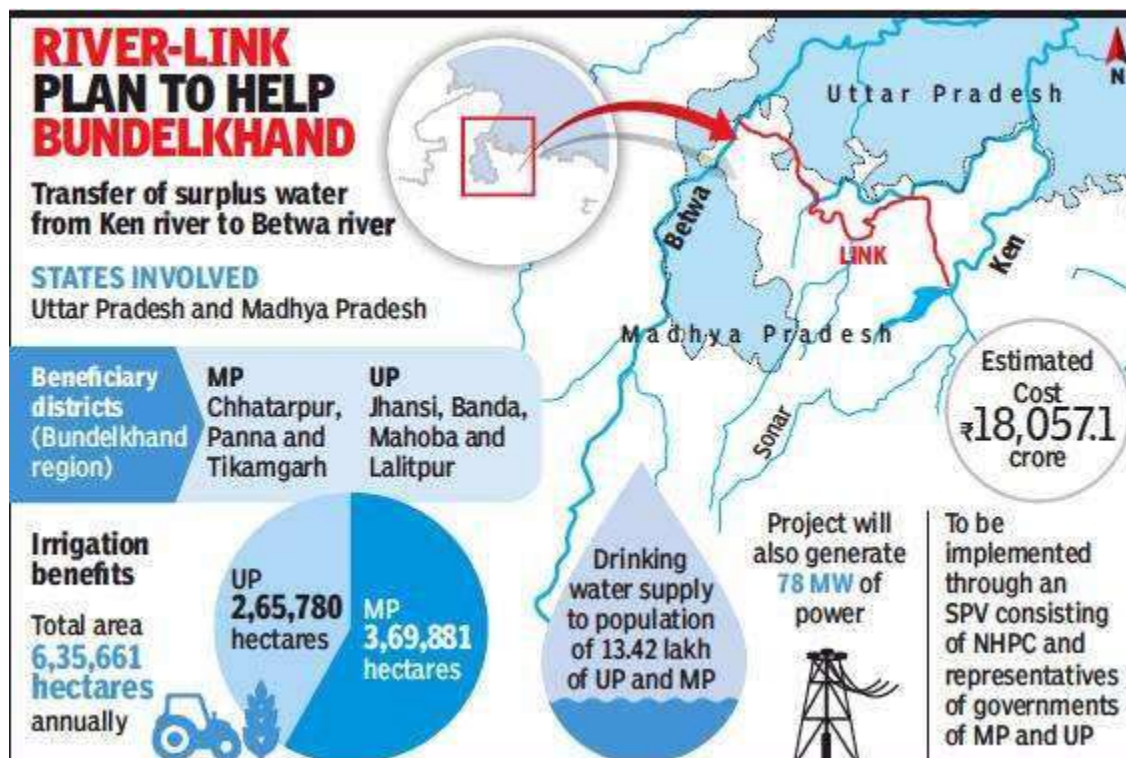 RIVER-LINK
PLAN TO HELP
BUNDELKHAND
Transfer of surplus water
from Ken river to Betwa river
STATES INVOLVED
Uttar Pradesh and Madhya Pradesh
Beneficiary
districts
(Bundelkhand
region)
MP
Chhatarpur,
Panna and
Tikamgarh
UP
Jhansi, Banda,
Mahoba and
Lalitpur
N
Uttar Pradesh
Betwa
LINK
Ken
Madhya Pradesh
Sonar
Estimated
Cost
₹18,057.1
crore
Irrigation
benefits
Total area
6,35,661
hectares
annually
UP
2,65,780
hectares
MP
3,69,881
hectares
Drinking
water supply
to population
of 13.42 lakh
of UP and MP
Project will
also generate
78 MW of
power
To be
implemented
through an
SPV consisting
of NHPC and
representatives
of governments
of MP and UP